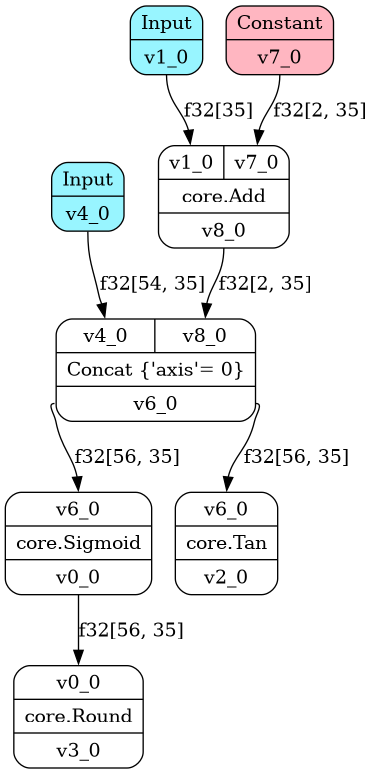 Input
v1_0
Constant
v7_0
f32[35]
f32[2, 35]
v1_0
v7_0
core.Add
v8_0
Input
v4_0
f32[54, 35]
f32[2, 35]
v4_0
v8_0
Concat {'axis'= 0}
v6_0
f32[56, 35]
f32[56, 35]
v6_0
core.Sigmoid
v0_0
v6_0
core.Tan
v2_0
f32[56, 35]
v0_0
core.Round
v3_0